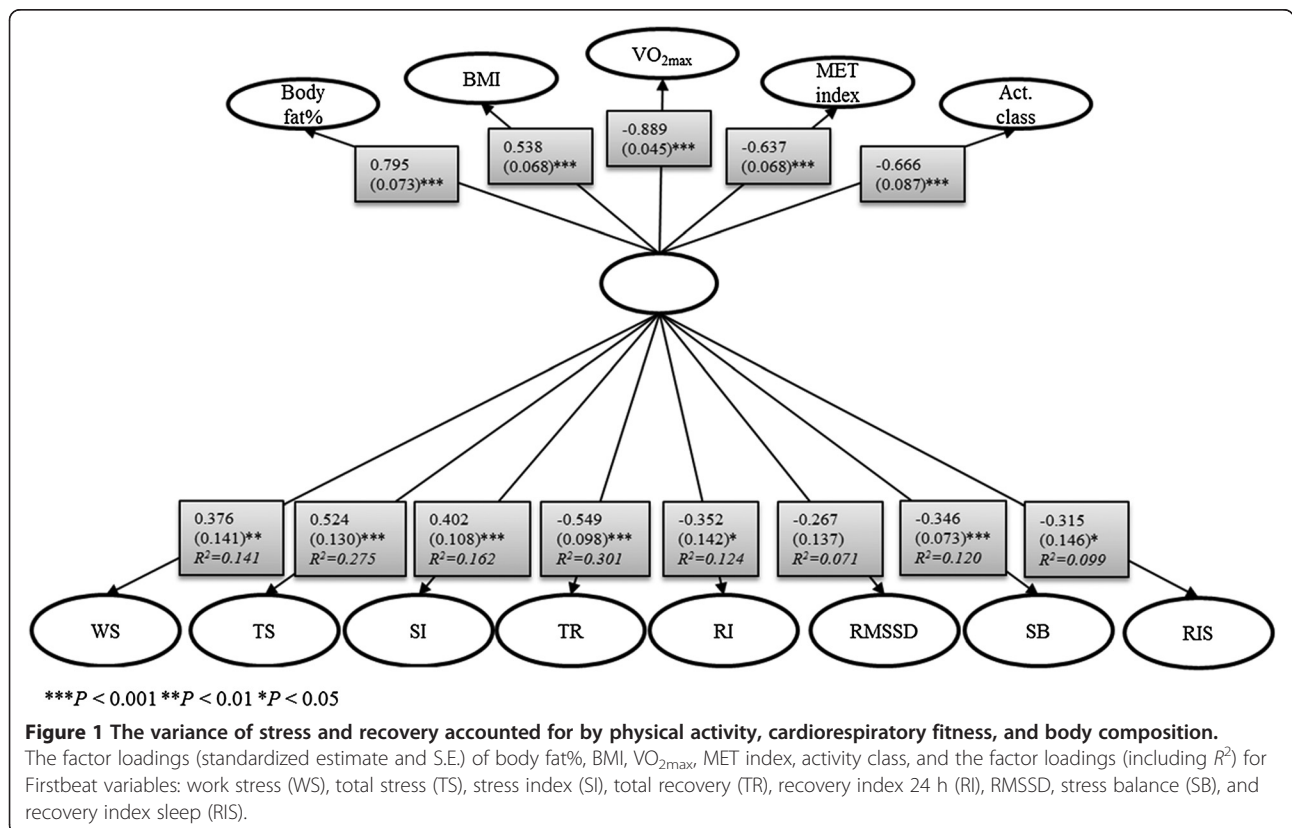 Body
fat%
BMI
VO2max
MET
index
Act.
class
0.795
(0.073)***
0.538
(0.068)***
-0.889
(0.045)***
-0.637
(0.068)***
-0.666
(0.087)***
0.376
(0.141)**
R²=0.141
0.524
(0.130)***
R²=0.275
0.402
(0.108)***
R²=0.162
-0.549
(0.098)***
R²=0.301
-0.352
(0.142)*
R²=0.124
-0.267
(0.137)
R²=0.071
-0.346
(0.073)***
R²=0.120
-0.315
(0.146)*
R²=0.099
WS
TS
SI
TR
RI
RMSSD
SB
RIS
***P < 0.001 **P < 0.01 *P < 0.05
Figure 1 The variance of stress and recovery accounted for by physical activity, cardiorespiratory fitness, and body composition.
The factor loadings (standardized estimate and S.E.) of body fat%, BMI, VO2max, MET index, activity class, and the factor loadings (including R²) for
Firstbeat variables: work stress (WS), total stress (TS), stress index (SI), total recovery (TR), recovery index 24 h (RI), RMSSD, stress balance (SB), and
recovery index sleep (RIS).